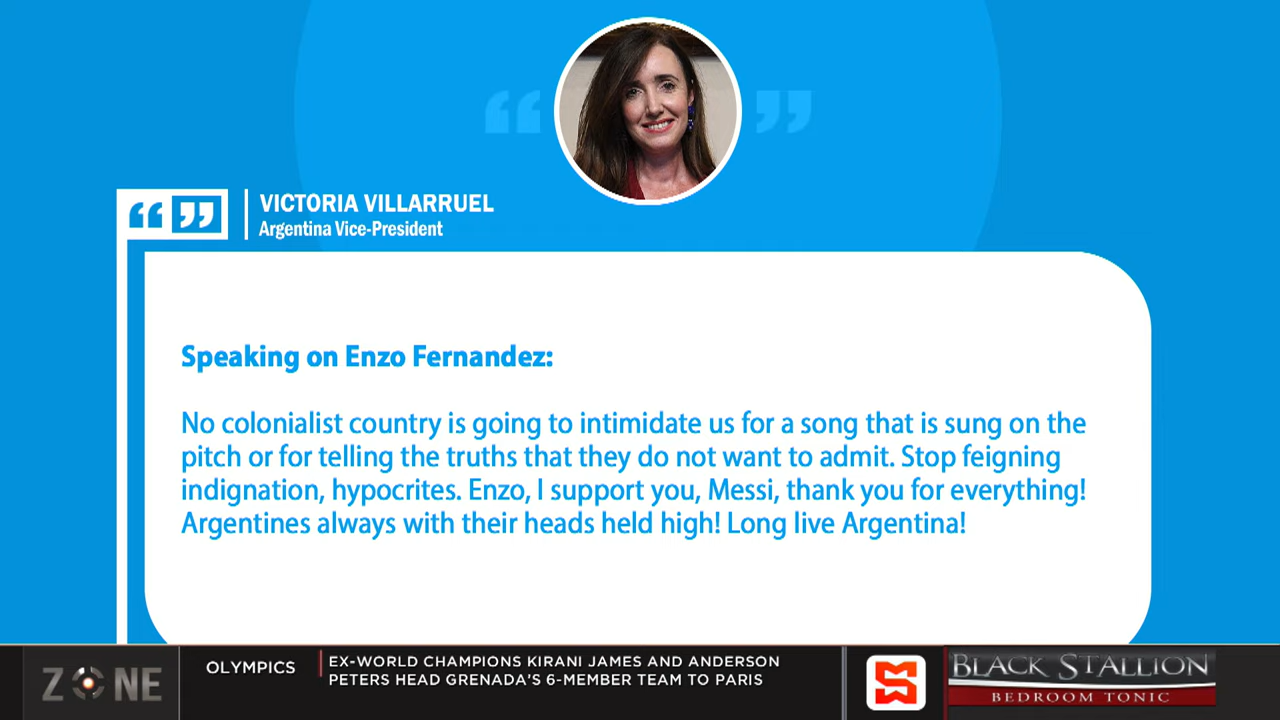 VICTORIA VILLARRUEL
Argentina Vice-President
Speaking on Enzo Fernandez:
No colonialist country is going to intimidate us for a song that is sung on the
pitch or for telling the truths that they do not want to admit. Stop feigning
indignation, hypocrites. Enzo, I support you, Messi, thank you for everything!
Argentines always with their heads held high! Long live Argentina!
ZONE
OLYMPICS
EX-WORLD CHAMPIONS KIRANI JAMES AND ANDERSON
PETERS HEAD GRENADA'S 6-MEMBER TEAM TO PARIS
BLACK STALLION
BEDROOM TONIC